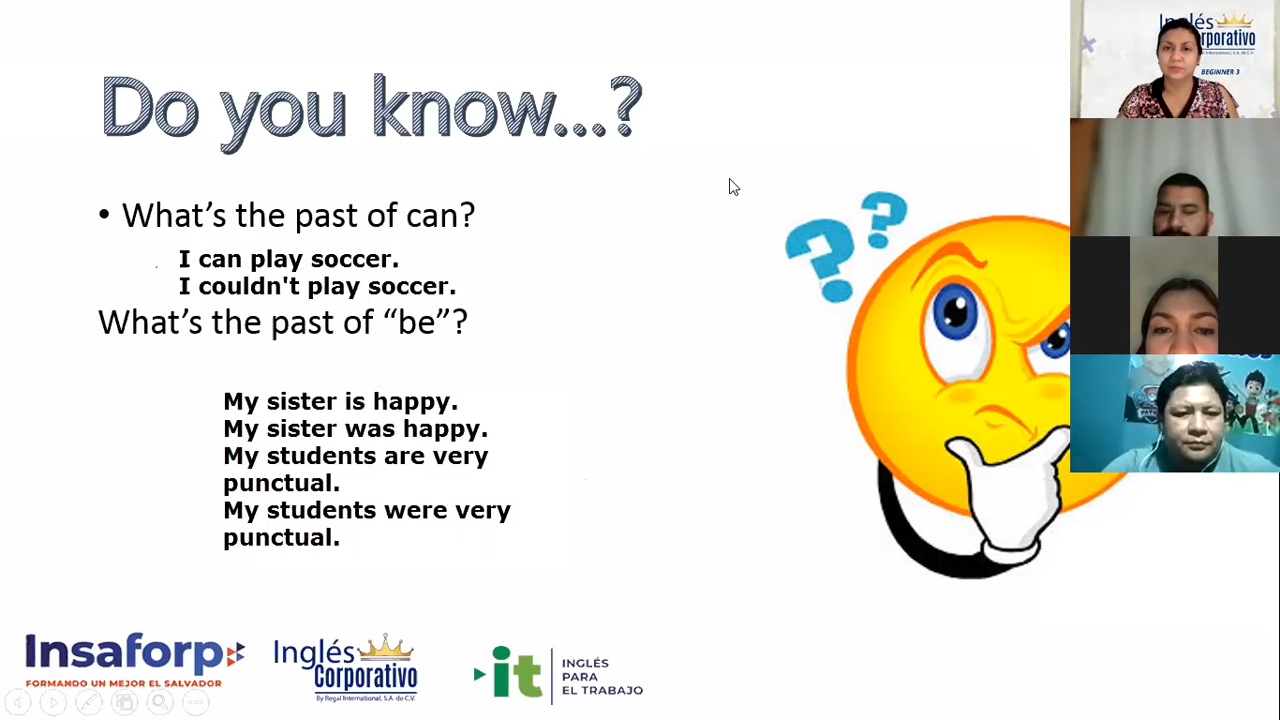 Do you know...?
• What's the past of can?
I can play soccer.
I couldn't play soccer.
What's the past of “be”?
My sister is happy.
My sister was happy.
My students are very
punctual.
My students were very
punctual.
Insaforp
FORMANDO UN MEJOR EL SALVADOR
Inglés
Corporativo
By Regal International, S.A. de C.V.
it
INGLÉS
PARA
EL TRABAJO
? ?
Inglés
rporativo
l International, S.A. de C.V.
BEGINNER 3